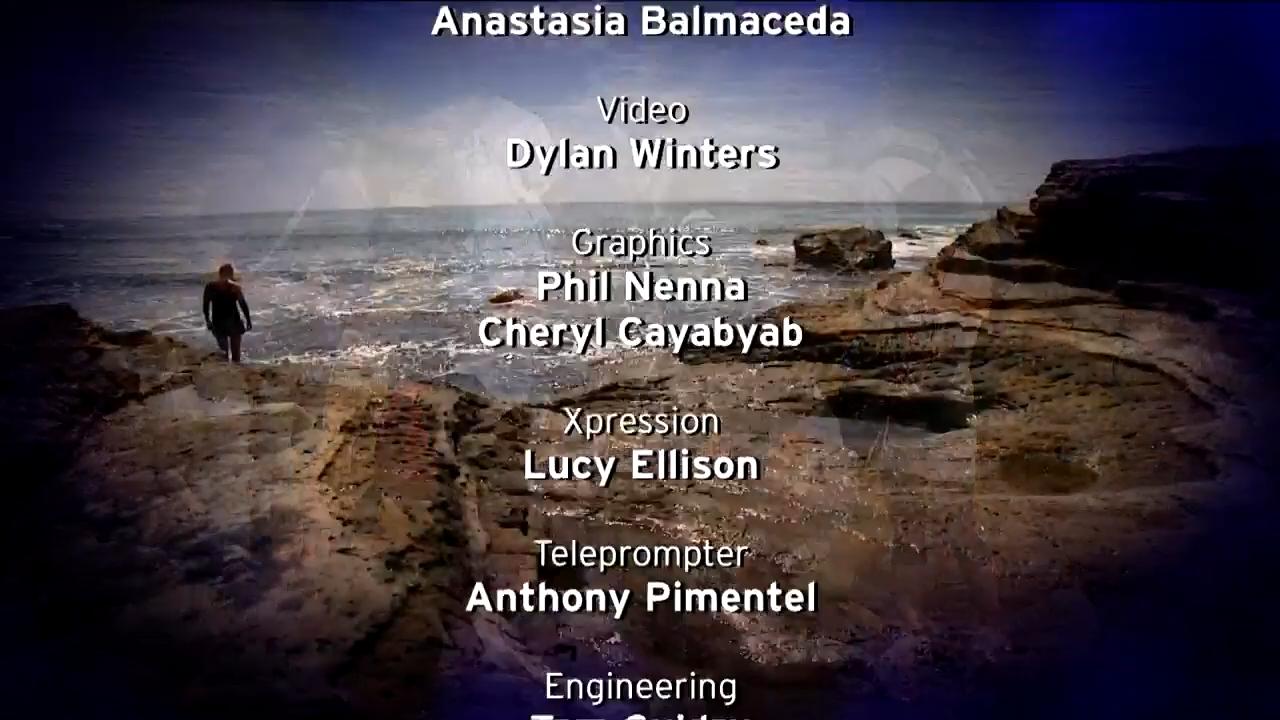 Anastasia Balmaceda
Video
Dylan Winters
Graphics
Phil Nenna
Cheryl Cayabyab
Xpression
Lucy Ellison
Teleprompter
Anthony Pimentel
Engineering